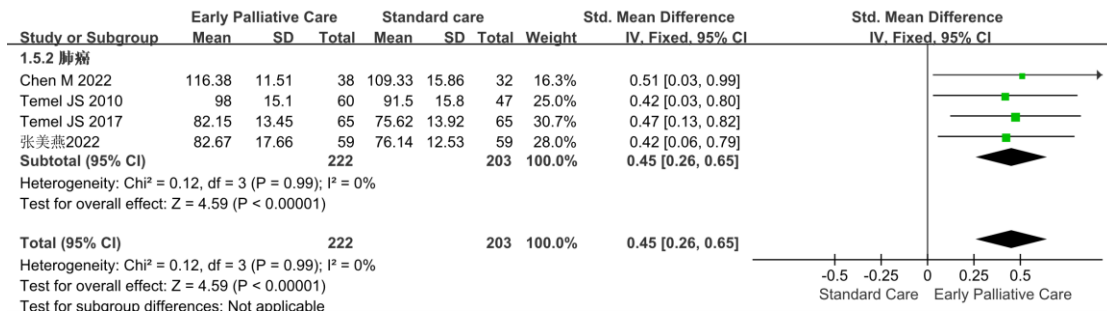 Early Palliative Care Standard care Std. Mean Difference Std. Mean Difference
Study or Subgroup Mean SD Total Mean SD Total Weight IV, Fixed, 95% CI IV, Fixed, 95% CI
1.5.2 肺癌
Chen M 2022 116.38 11.51 38 109.33 15.86 32 16.3% 0.51 [0.03, 0.99]
Temel JS 2010 98 15.1 60 91.5 15.8 47 25.0% 0.42 [0.03, 0.80]
Temel JS 2017 82.15 13.45 65 75.62 13.92 65 30.7% 0.47 [0.13, 0.82]
张美燕2022 82.67 17.66 59 76.14 12.53 59 28.0% 0.42 [0.06, 0.79]
Subtotal (95% CI) 222 203 100.0% 0.45 [0.26, 0.65]
Heterogeneity: Chi² = 0.12, df = 3 (P = 0.99); I² = 0%
Test for overall effect: Z = 4.59 (P < 0.00001)
Total (95% CI) 222 203 100.0% 0.45 [0.26, 0.65]
Heterogeneity: Chi² = 0.12, df = 3 (P = 0.99); I² = 0%
Test for overall effect: Z = 4.59 (P < 0.00001)
Test for subgroup differences: Not applicable
-0.5 -0.25 0 0.25 0.5
Standard Care Early Palliative Care